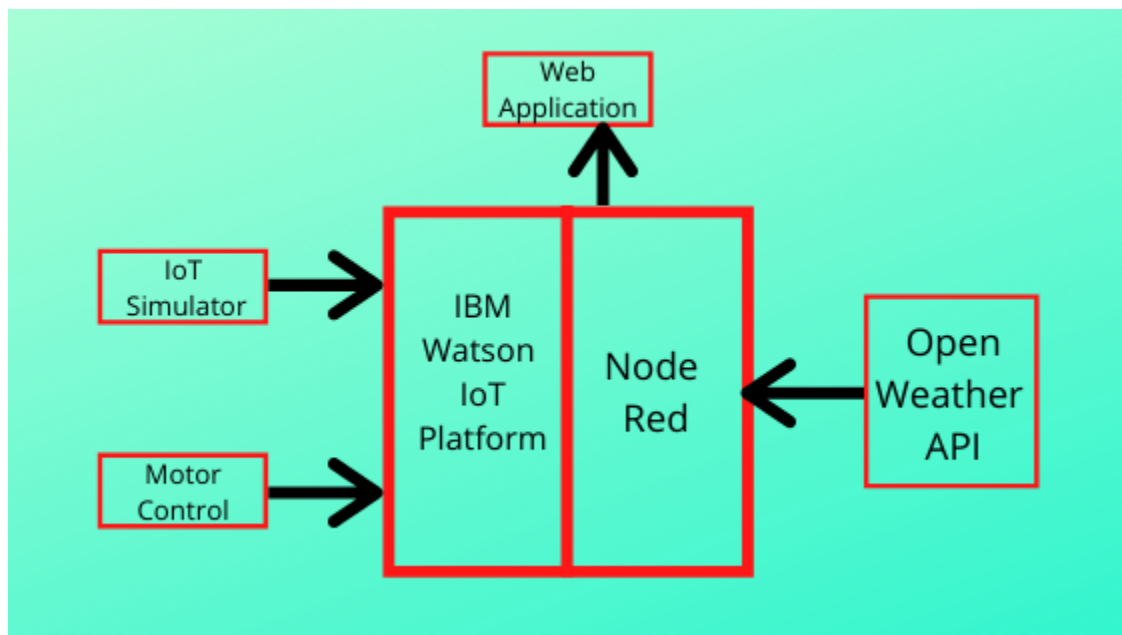 Web
Application
IoT
Simulator
IBM
Watson
IoT
Platform
Node
Red
Open
Weather
API
Motor
Control